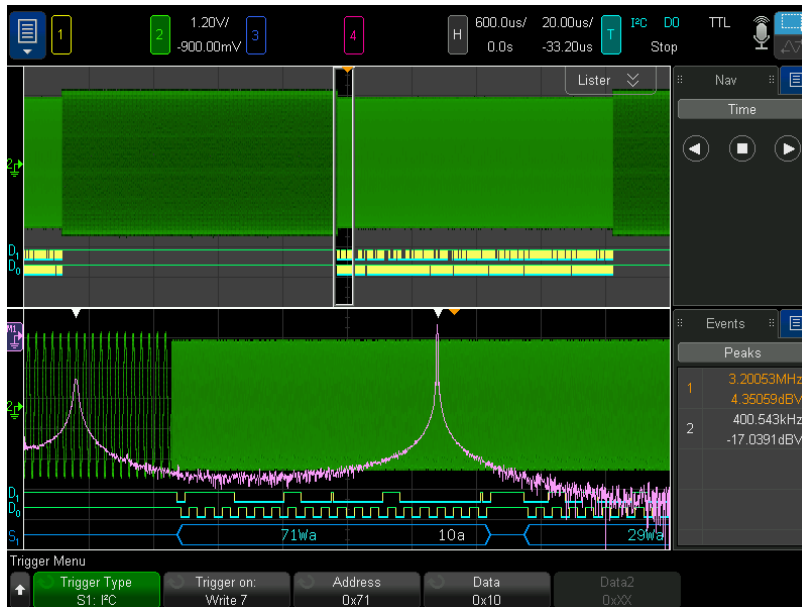 1
2
1.20V/
-900.00mV
3
4
H
600.0us/
0.0s
20.00us/
-33.20us
T
I²C D0 TTL
Stop
Lister
Nav
Time
2
D1
D0
M1
2
D1
D0
S1
71Wa
10a
29Wa
Events
Peaks
1
3.20053MHz
4.35059dBV
2
400.543kHz
-17.0391dBV
Trigger Menu
Trigger Type
S1: I²C
Trigger on:
Write 7
Address
0x71
Data
0x10
Data2
0xXX